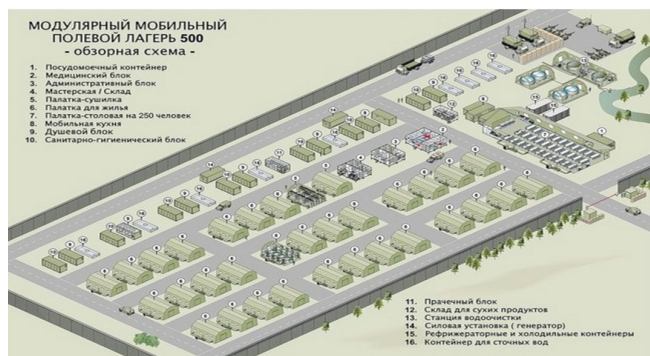 МОДУЛЯРНЫЙ МОБИЛЬНЫЙ
ПОЛЕВОЙ ЛАГЕРЬ 500
- обзорная схема -
1. Посудомоечный контейнер
2. Медицинский блок
3. Административный блок
4. Мастерская / Склад
5. Палатка-сушилка
6. Палатка для жилья
7. Палатка-столовая на 250 человек
8. Мобильная кухня
9. Душевой блок
10. Санитарно-гигиенический блок
11. Прачечный блок
12. Склад для сухих продуктов
13. Станция водоочистки
14. Силовая установка ( генератор)
15. Рефрижераторные и холодильные контейнеры
16. Контейнер для сточных вод